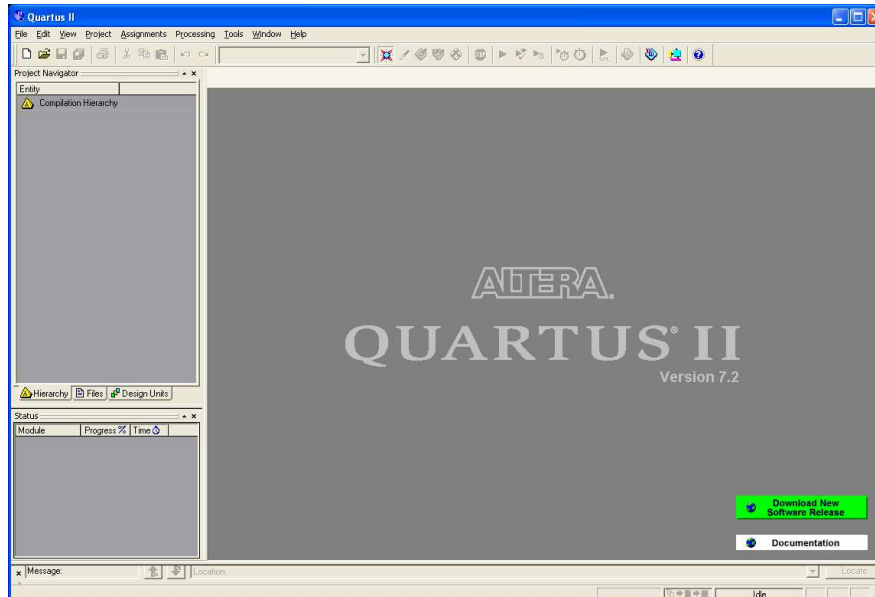 Quartus II
File Edit View Project Assignments Processing Tools Window Help
Project Navigator
Entity
Compilation Hierarchy
Hierarchy Files Design Units
Status
Module Progress % Time
ALTERA.
QUARTUS® II
Version 7.2
Download New
Software Release
Documentation
Message:
Location:
Locate
Idle